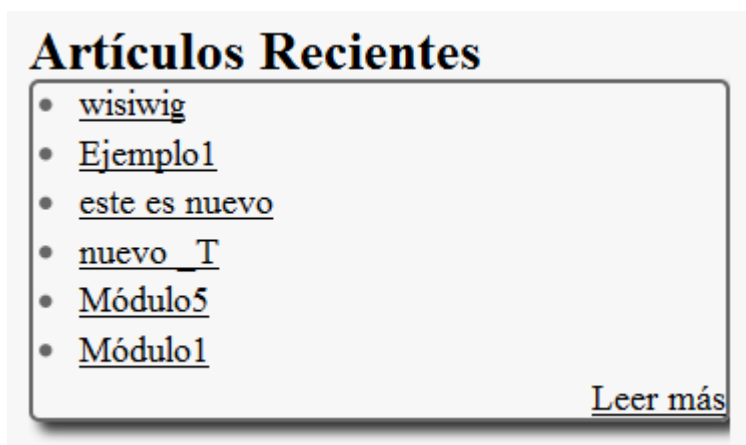 Artículos Recientes
wisiwig
Ejemplo1
este es nuevo
nuevo _T
Módulo5
Módulo1
Leer más